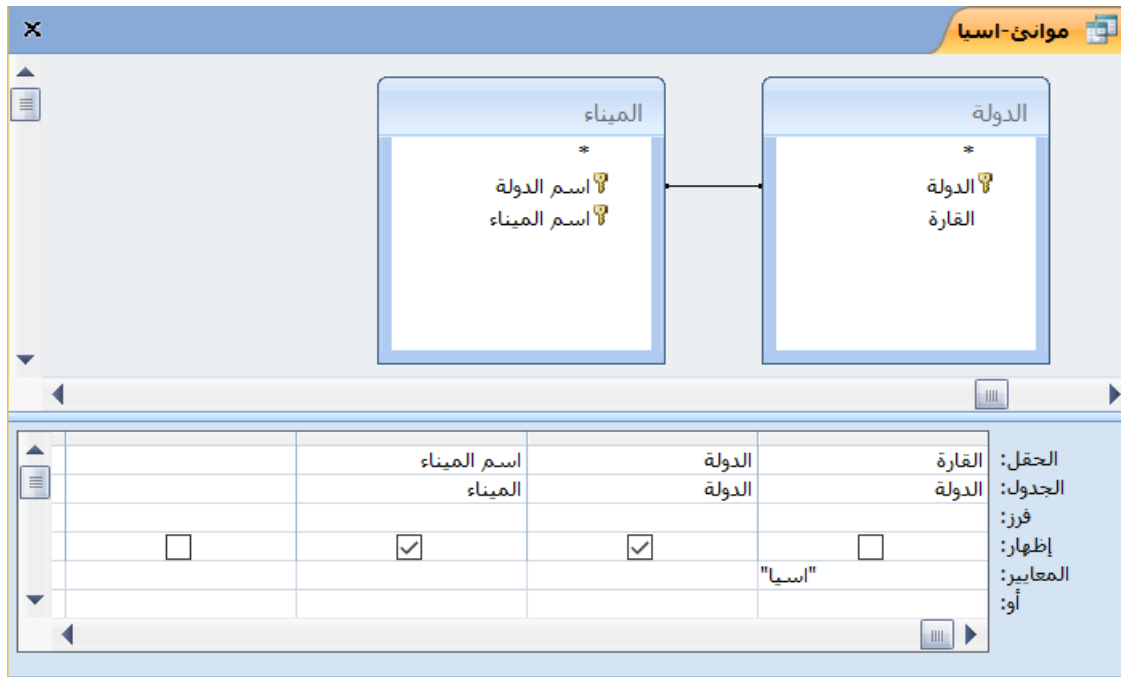 موانئ-اسيا
الدولة
*
الدولة
القارة
الميناء
*
اسم الدولة
اسم الميناء
الحقل: القارة الدولة اسم الميناء
الجدول: الدولة الدولة الميناء
فرز:
إظهار:
المعايير: "اسيا"
أو: